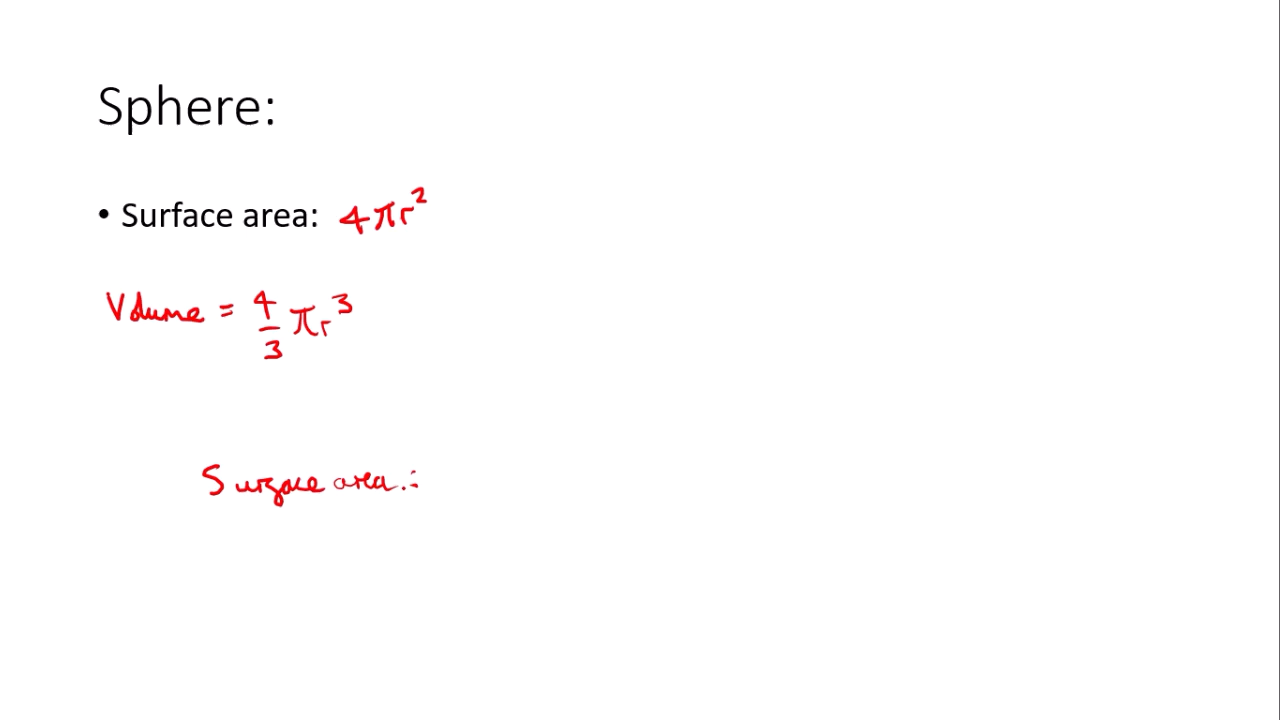 Sphere:
• Surface area: 4πr²
Volume = 4/3 πr³
Surface area :